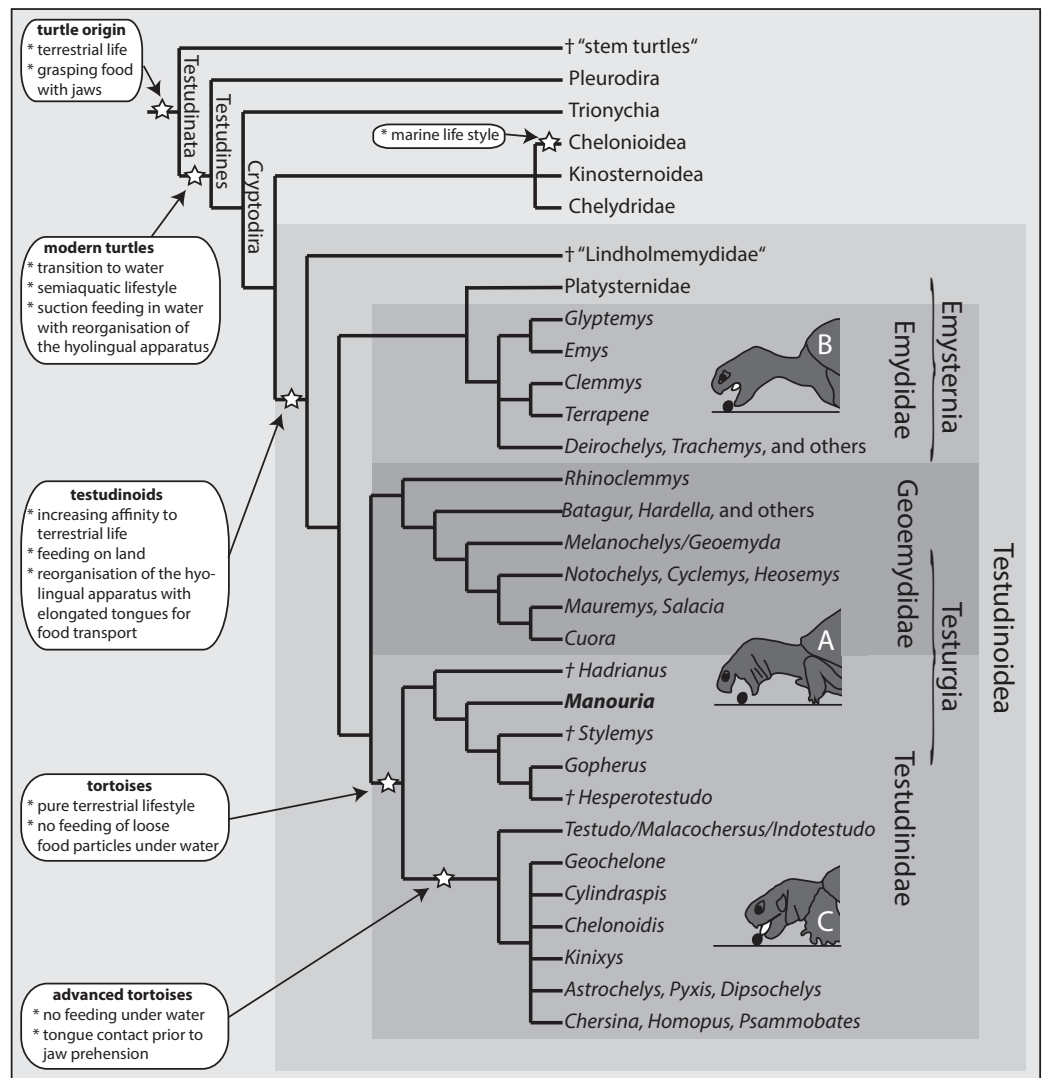 turtle origin
* terrestrial life
* grasping food
with jaws
Testudinata
Testudines
Cryptodira
† “stem turtles“
Pleurodira
Trionychia
* marine life style
Chelonioidea
Kinosternoidea
Chelydridae
modern turtles
* transition to water
* semiaquatic lifestyle
* suction feeding in water
with reorganisation of
the hyolingual apparatus
† “Lindholmemydidae“
Platysternidae
Glyptemys
Emys
Clemmys
Terrapene
Deirochelys, Trachemys, and others
B
Emydidae
Emysternia
testudinoids
* increasing affinity to
terrestrial life
* feeding on land
* reorganisation of the hyo-
lingual apparatus with
elongated tongues for
food transport
Rhinoclemmys
Batagur, Hardella, and others
Melanochelys/Geoemyda
Notochelys, Cyclemys, Heosemys
Mauremys, Salacia
Cuora
A
Geoemydidae
Testurgia
Testudinoidea
† Hadrianus
Manouria
† Stylemys
Gopherus
† Hesperotestudo
Testudinidae
tortoises
* pure terrestrial lifestyle
* no feeding of loose
food particles under water
Testudo/Malacochersus/Indotestudo
Geochelone
Cylindraspis
Chelonoidis
Kinixys
Astrochelys, Pyxis, Dipsochelys
Chersina, Homopus, Psammobates
C
advanced tortoises
* no feeding under water
* tongue contact prior to
jaw prehension